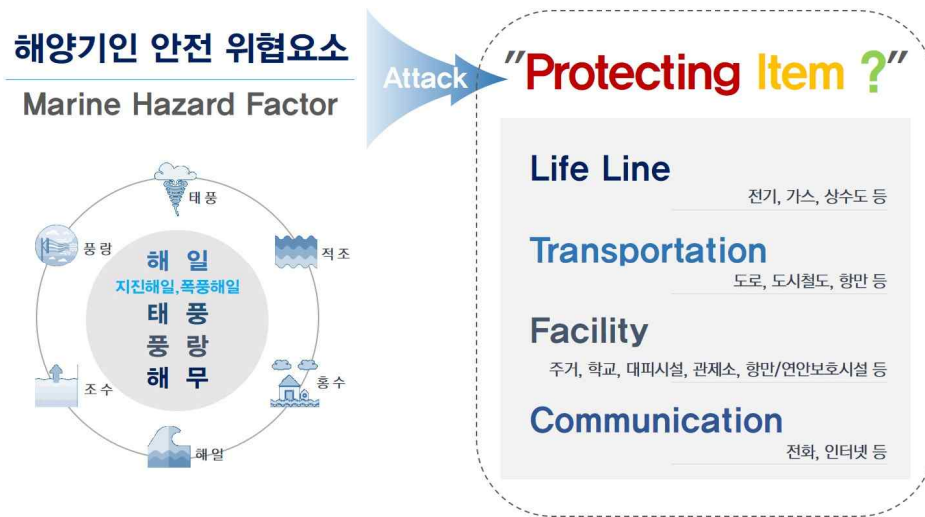 해양기인 안전 위협요소
Marine Hazard Factor
Attack
"Protecting Item ?"
태풍
풍랑
적조
해 일
지진해일,폭풍해일
태 풍
풍 랑
해 무
조수
홍수
해일
Life Line
전기, 가스, 상수도 등
Transportation
도로, 도시철도, 항만 등
Facility
주거, 학교, 대피시설, 관제소, 항만/연안보호시설 등
Communication
전화, 인터넷 등